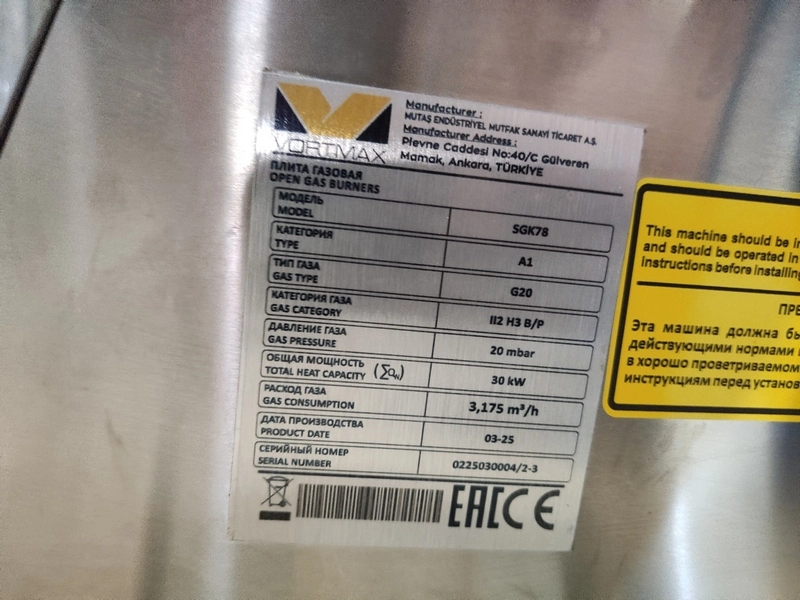 VORTMAX
Manufacturer :
MUTAŞ ENDÜSTRİYEL MUTFAK SANAYİ TİCARET A.Ş.
Manufacturer Address :
Plevne Caddesi No:40/C Gülveren
Mamak, Ankara, TÜRKİYE
ПЛИТА ГАЗОВАЯ
OPEN GAS BURNERS
МОДЕЛЬ
MODEL
SGK78
КАТЕГОРИЯ
TYPE
A1
ТИП ГАЗА
GAS TYPE
G20
КАТЕГОРИЯ ГАЗА
GAS CATEGORY
II2 H3 B/P
ДАВЛЕНИЕ ГАЗА
GAS PRESSURE
20 mbar
ОБЩАЯ МОЩНОСТЬ
TOTAL HEAT CAPACITY (∑Qₙ)
30 kW
РАСХОД ГАЗА
GAS CONSUMPTION
3,175 m³/h
ДАТА ПРОИЗВОДСТВА
PRODUCT DATE
03-25
СЕРИЙНЫЙ НОМЕР
SERIAL NUMBER
0225030004/2-3
EAC CE
This machine should be in
and should be operated in
instructions before installing
ПРЕ
Эта машина должна бы
действующими нормами
в хорошо проветриваемом
инструкциям перед установ